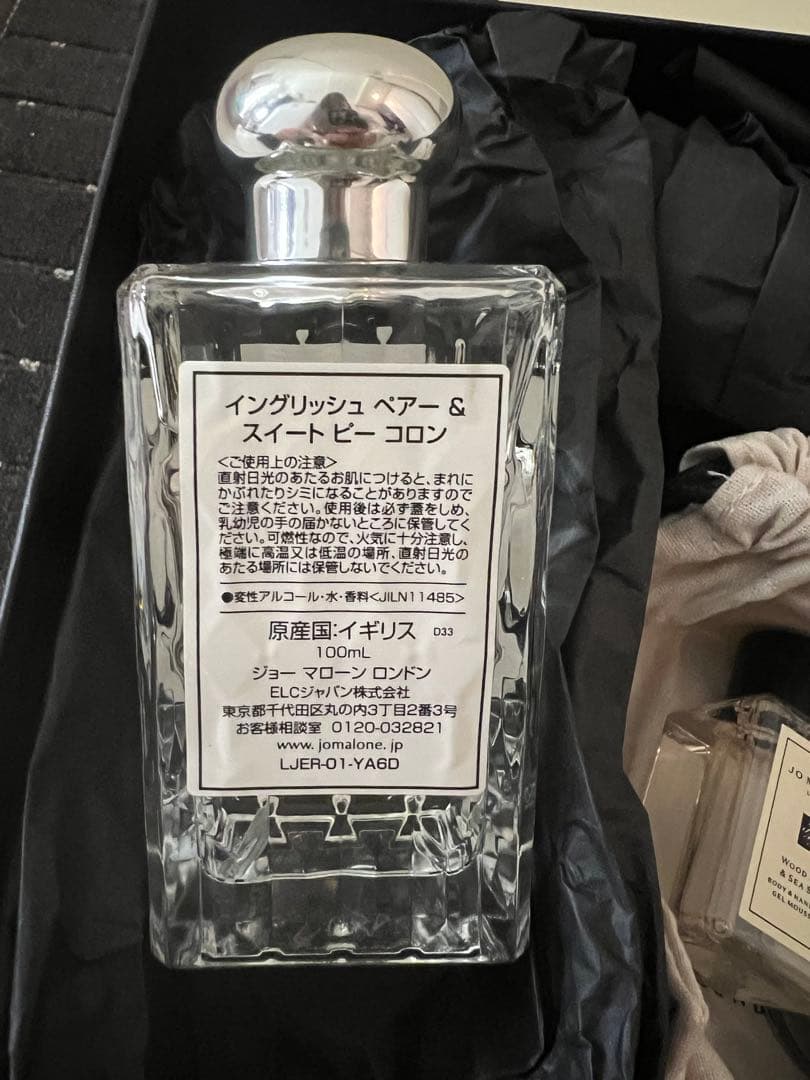 イングリッシュ ペアー &
スイート ピー コロン
<ご使用上の注意>
直射日光のあたるお肌につけると、まれに
かぶれたりシミになることがありますので
ご注意ください。使用後は必ず蓋をしめ、
乳幼児の手の届かないところに保管してく
ださい。可燃性なので、火気に十分注意し、
極端に高温又は低温の場所、直射日光の
あたる場所には保管しないでください。
●変性アルコール・水・香料<JILN11485>
原産国:イギリス D33
100mL
ジョー マローン ロンドン
ELCジャパン株式会社
東京都千代田区丸の内3丁目2番3号
お客様相談室 0120-032821
www.jomalone.jp
LJER-01-YA6D
JO M
WOOD
& SEA S
BODY & HAN
GEL MOUS